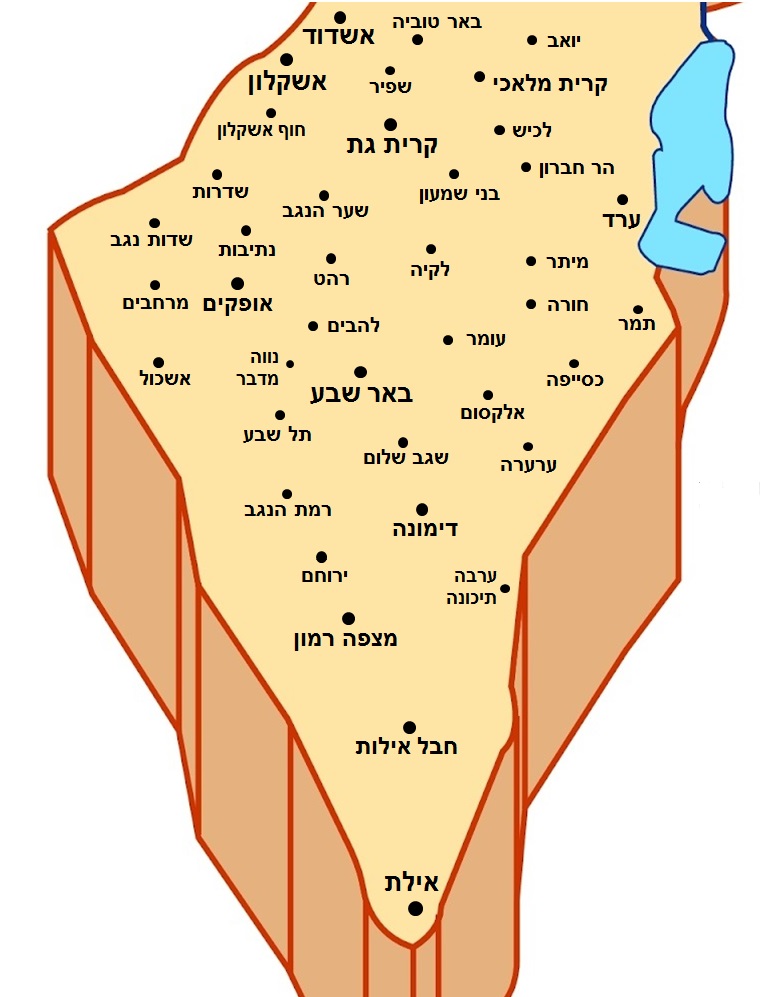 באר טוביה
אשדוד
יואב
אשקלון
שפיר
קרית מלאכי
חוף אשקלון
קרית גת
לכיש
הר חברון
שדרות
שער הנגב
בני שמעון
ערד
שדות נגב
נתיבות
רהט
לקיה
מיתר
מרחבים
אופקים
חורה
תמר
להבים
עומר
אשכול
נווה
מדבר
באר שבע
כסייפה
אלקסום
תל שבע
שגב שלום
ערערה
רמת הנגב
דימונה
ירוחם
ערבה
תיכונה
מצפה רמון
חבל אילות
אילת